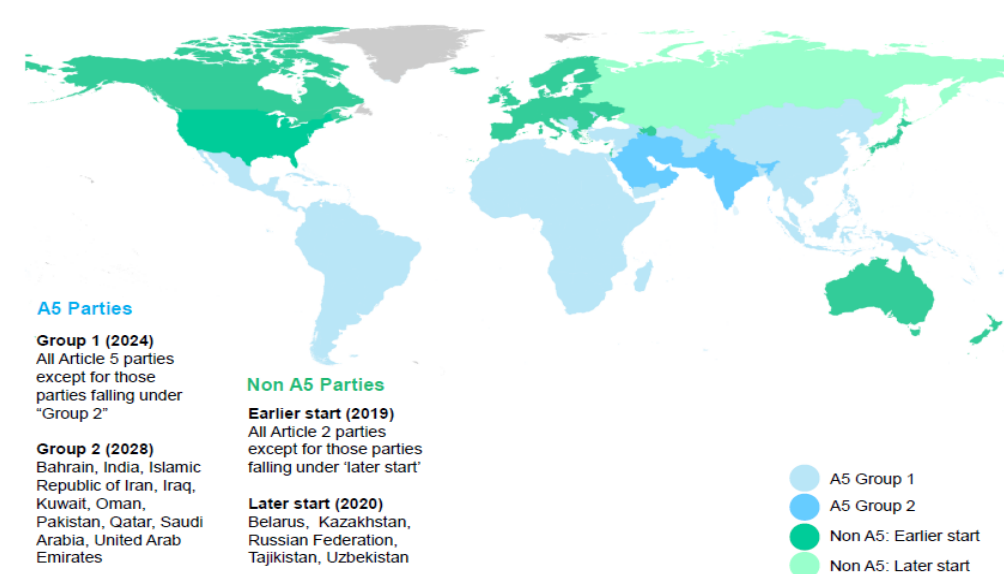 A5 Parties
Group 1 (2024)
All Article 5 parties
except for those
parties falling under
“Group 2”
Group 2 (2028)
Bahrain, India, Islamic
Republic of Iran, Iraq,
Kuwait, Oman,
Pakistan, Qatar, Saudi
Arabia, United Arab
Emirates
Non A5 Parties
Earlier start (2019)
All Article 2 parties
except for those parties
falling under ‘later start’
Later start (2020)
Belarus, Kazakhstan,
Russian Federation,
Tajikistan, Uzbekistan
A5 Group 1
A5 Group 2
Non A5: Earlier start
Non A5: Later start